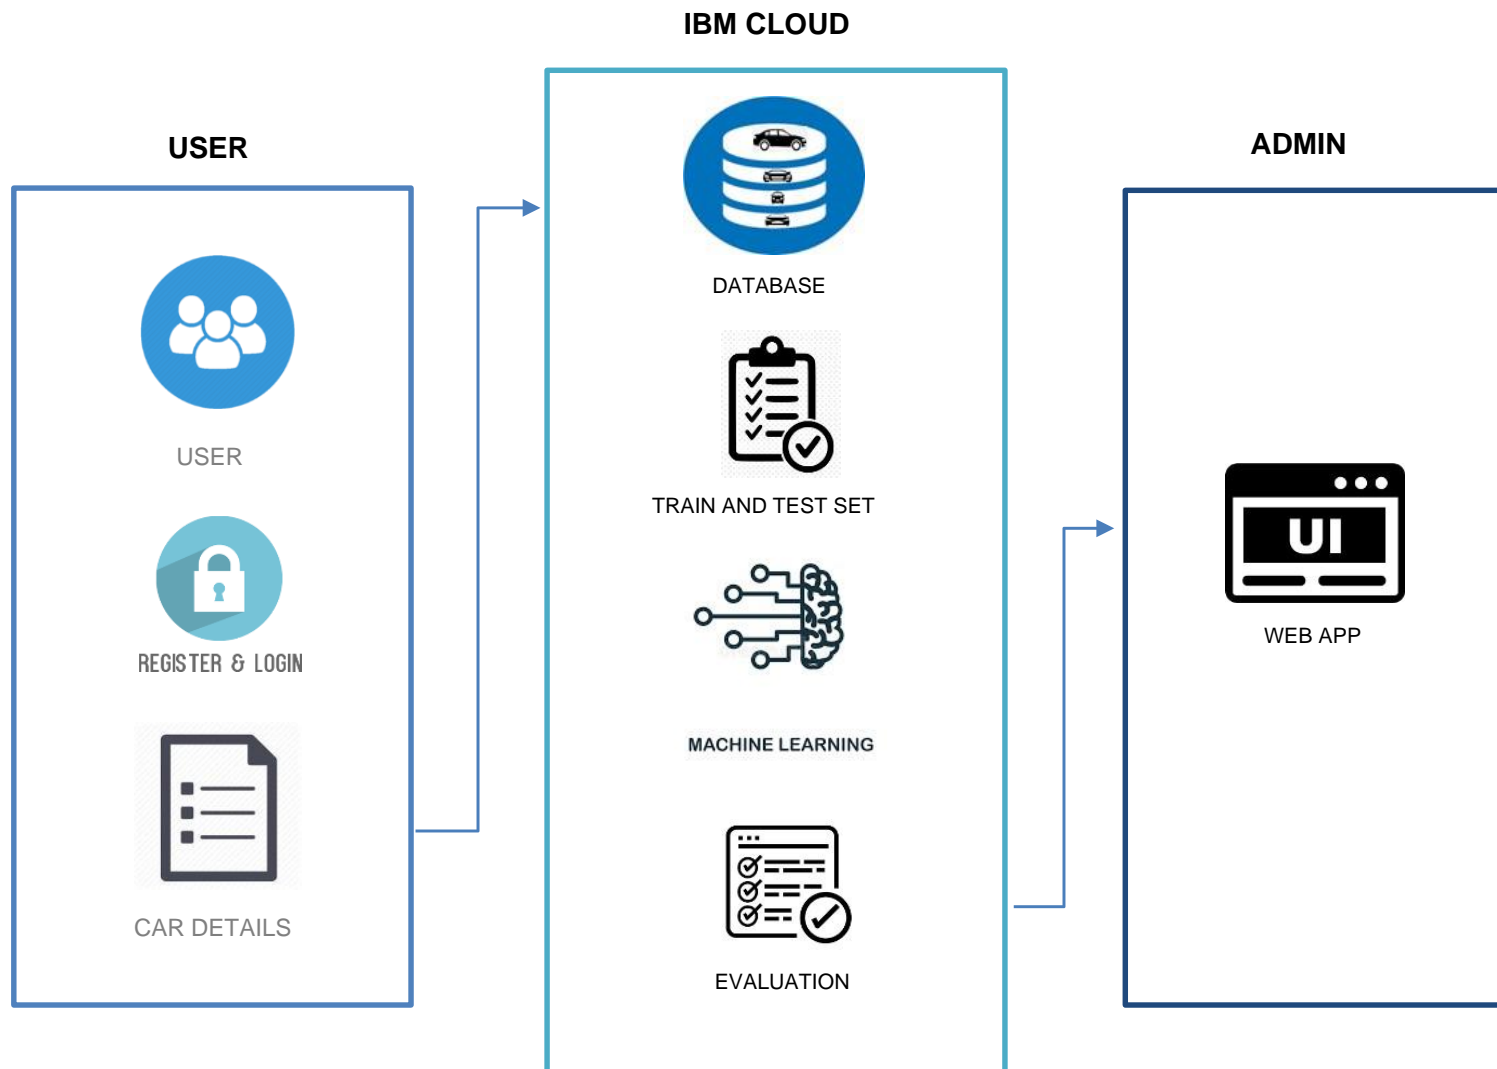 IBM CLOUD
USER
ADMIN
DATABASE
USER
TRAIN AND TEST SET
UI
WEB APP
REGISTER & LOGIN
MACHINE LEARNING
CAR DETAILS
EVALUATION